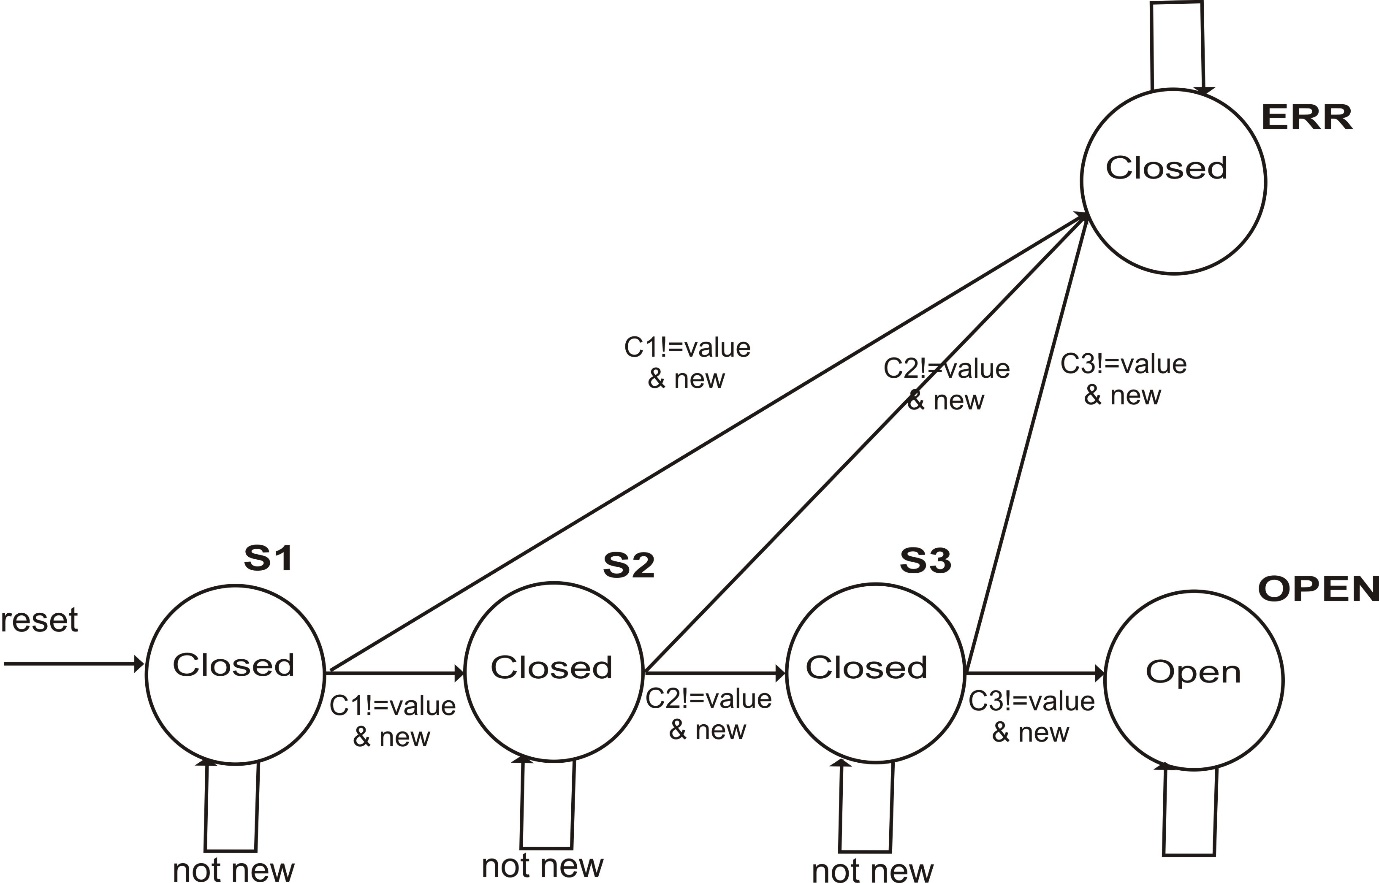 ERR
Closed
C1!=value
& new
C2!=value
& new
C3!=value
& new
S1
S2
S3
OPEN
reset
Closed
Closed
Closed
Open
C1!=value
& new
C2!=value
& new
C3!=value
& new
not new
not new
not new